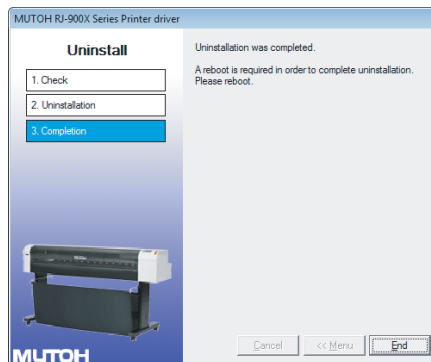 MUTOH RJ-900X Series Printer driver
Uninstall
1. Check
2. Uninstallation
3. Completion
Uninstallation was completed.
A reboot is required in order to complete uninstallation.
Please reboot.
MUTOH
Cancel
<< Menu
End